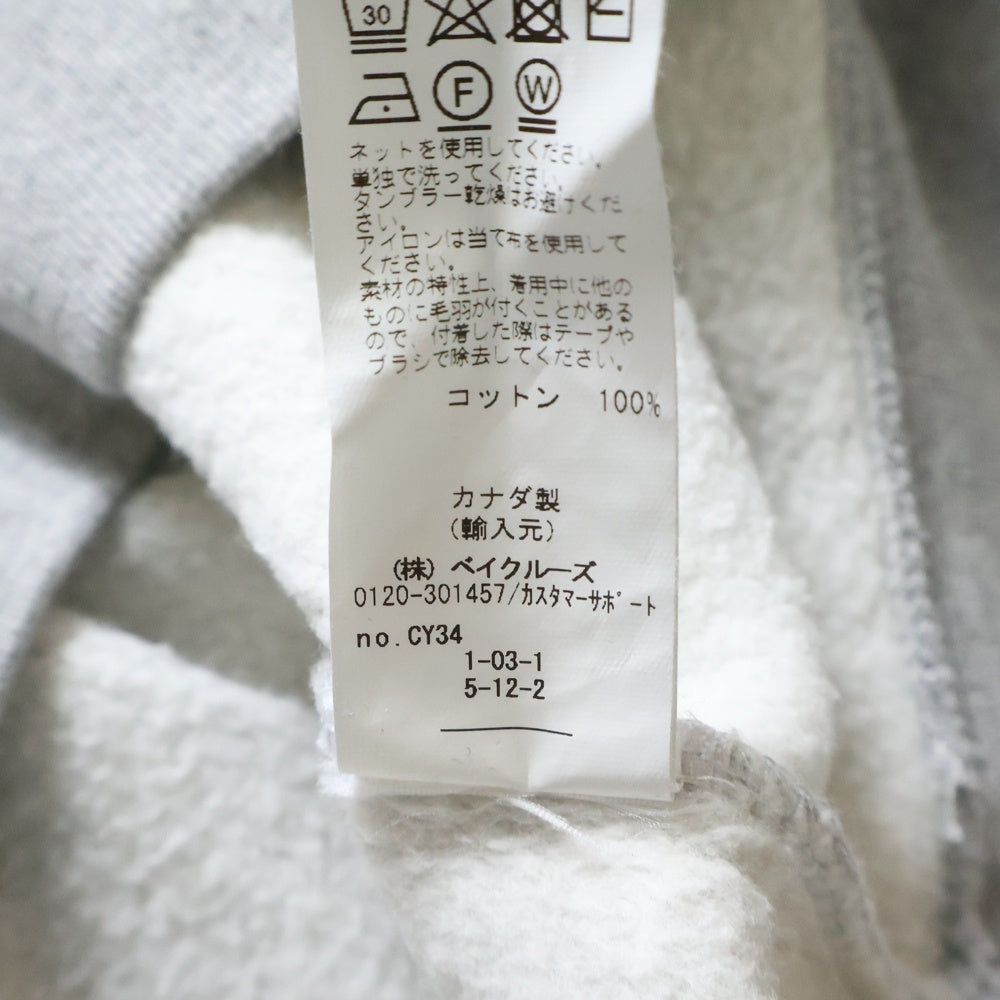 30
F W
ネットを使用してください。
単独で洗ってください。
タンブラー乾燥はお避けくだ
さい。
アイロンは当て布を使用して
ください。
素材の特性上、着用中に他の
ものに毛羽が付くことがある
ので、付着した際はテープや
ブラシで除去してください。
コットン 100%
カナダ製
(輸入元)
(株) ベイクルーズ
0120-301457/カスタマーサポート
no.CY34
1-03-1
5-12-2